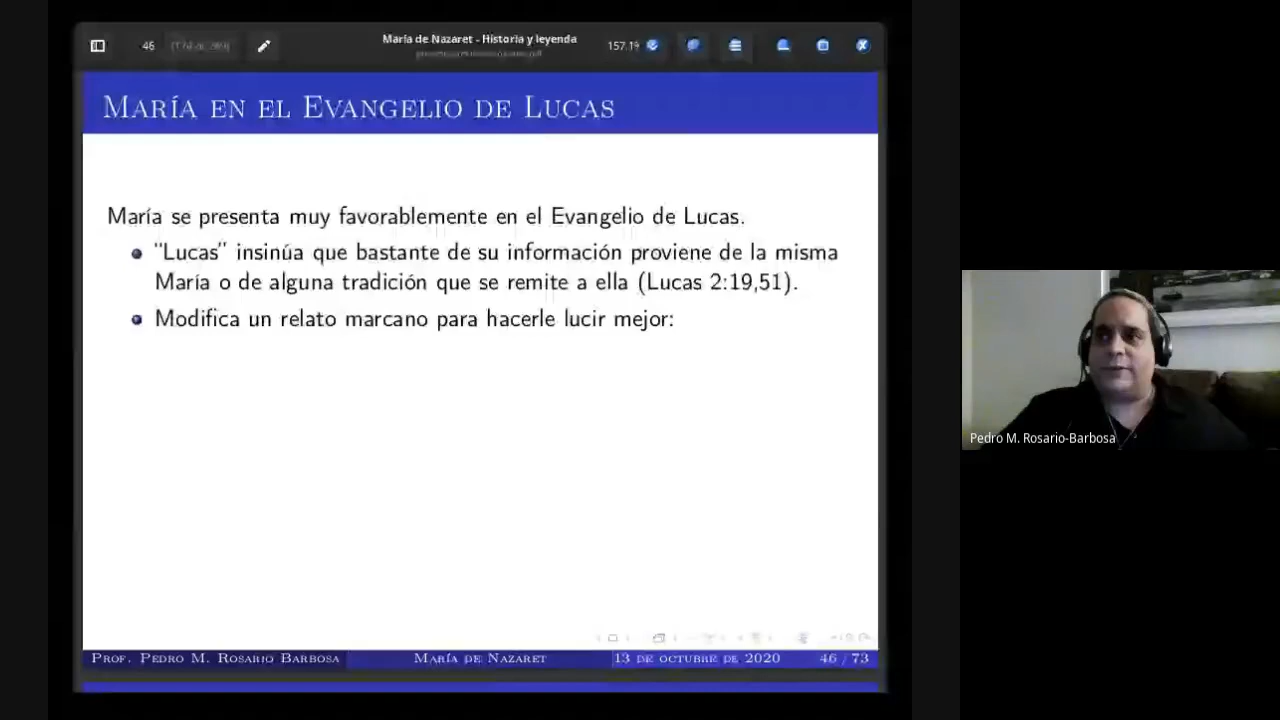 46 (174 de 269) María de Nazaret - Historia y leyenda 157.19
MARÍA EN EL EVANGELIO DE LUCAS
María se presenta muy favorablemente en el Evangelio de Lucas.
"Lucas" insinúa que bastante de su información proviene de la misma
María o de alguna tradición que se remite a ella (Lucas 2:19,51).
Modifica un relato marcano para hacerle lucir mejor:
Pedro M. Rosario-Barbosa
PROF. PEDRO M. ROSARIO BARBOSA MARÍA DE NAZARET 13 DE OCTUBRE DE 2020 46 / 73